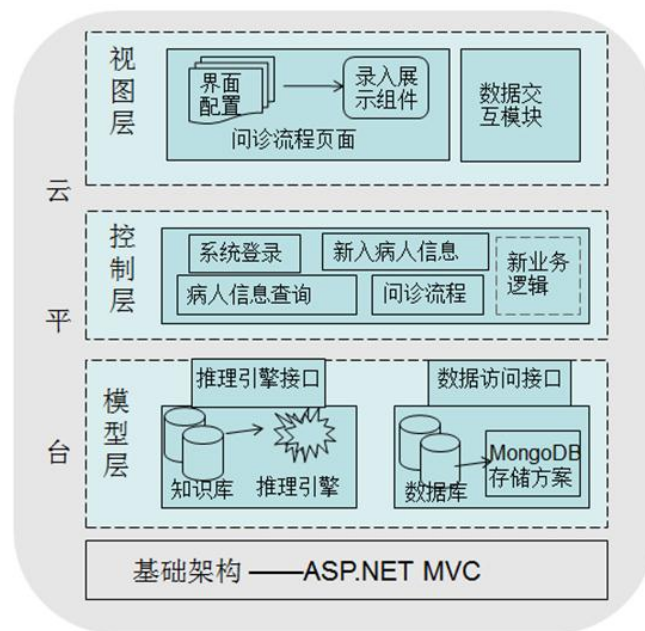 云
平
台
视
图
层
界面
配置
录入展
示组件
问诊流程页面
数据交
互模块
控
制
层
系统登录
新入病人信息
病人信息查询
问诊流程
新业务
逻辑
模
型
层
推理引擎接口
知识库
推理引擎
数据访问接口
数据库
MongoDB
存储方案
基础架构 ——ASP.NET MVC